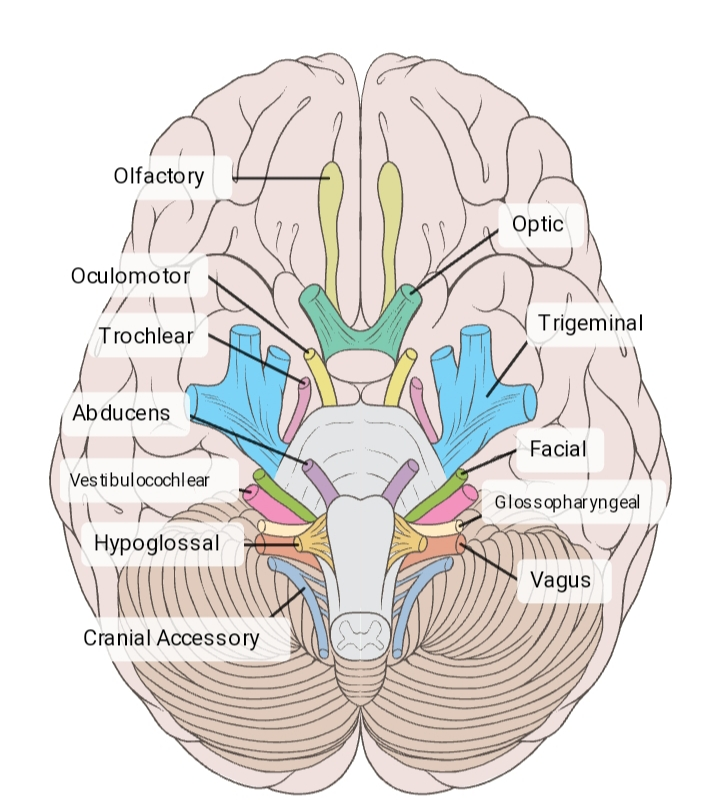 Olfactory
Optic
Oculomotor
Trigeminal
Trochlear
Abducens
Facial
Vestibulocochlear
Glossopharyngeal
Hypoglossal
Vagus
Cranial Accessory